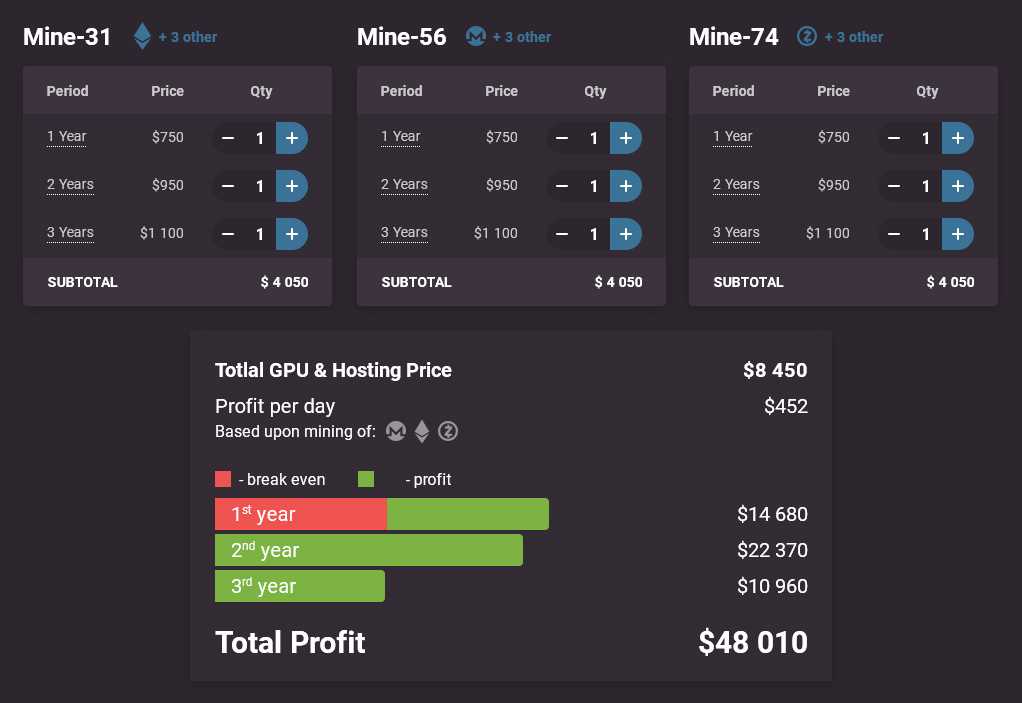 Mine-31 + 3 other
Period Price Qty
1 Year $750 − 1 +
2 Years $950 − 1 +
3 Years $1 100 − 1 +
SUBTOTAL $ 4 050
Mine-56 + 3 other
Period Price Qty
1 Year $750 − 1 +
2 Years $950 − 1 +
3 Years $1 100 − 1 +
SUBTOTAL $ 4 050
Mine-74 + 3 other
Period Price Qty
1 Year $750 − 1 +
2 Years $950 − 1 +
3 Years $1 100 − 1 +
SUBTOTAL $ 4 050
Totlal GPU & Hosting Price $8 450
Profit per day $452
Based upon mining of:
- break even - profit
1st year $14 680
2nd year $22 370
3rd year $10 960
Total Profit $48 010